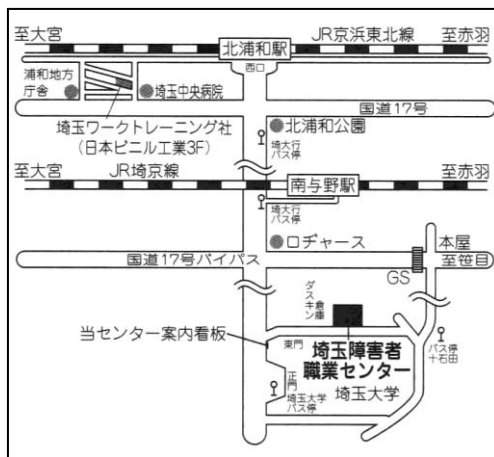 至大宮
JR京浜東北線
至赤羽
北浦和駅
西口
浦和地方
庁舎
埼玉中央病院
国道17号
埼玉ワークトレーニング社
(日本ビニル工業3F)
北浦和公園
埼大行
バス停
至大宮
JR埼京線
至赤羽
南与野駅
埼大行
バス停
ロヂャース
本屋
国道17号バイパス
至笹目
GS
ダスキン
倉庫
当センター案内看板
東門
埼玉障害者
職業センター
バス停
十石田
正門
埼玉大学
埼玉大学
バス停